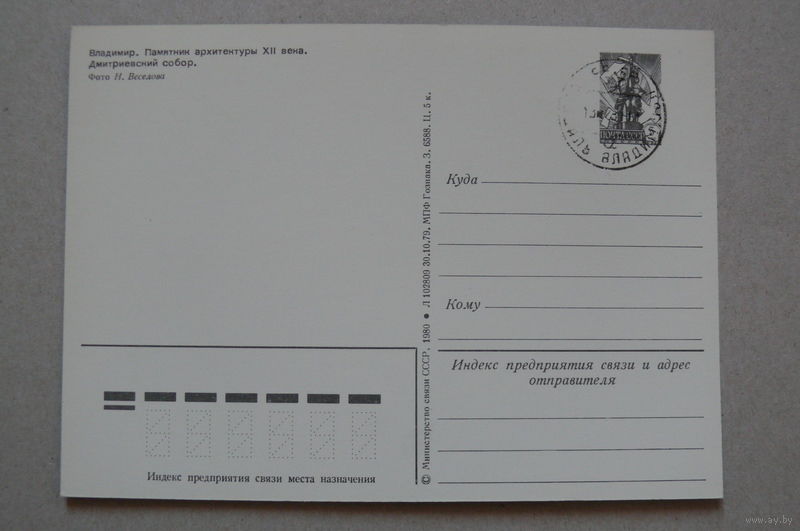 Владимир. Памятник архитектуры XII века.
Дмитриевский собор.
Фото Н. Веселова
ПОЧТА СССР
ВЛАДИМ
Куда
Кому
Индекс предприятия связи и адрес
отправителя
© Министерство связи СССР, 1980 • Л 102809 30.10.79. МПФ Гознака. З. 6588. Ц. 5 к.
Индекс предприятия связи места назначения
www.ay.by